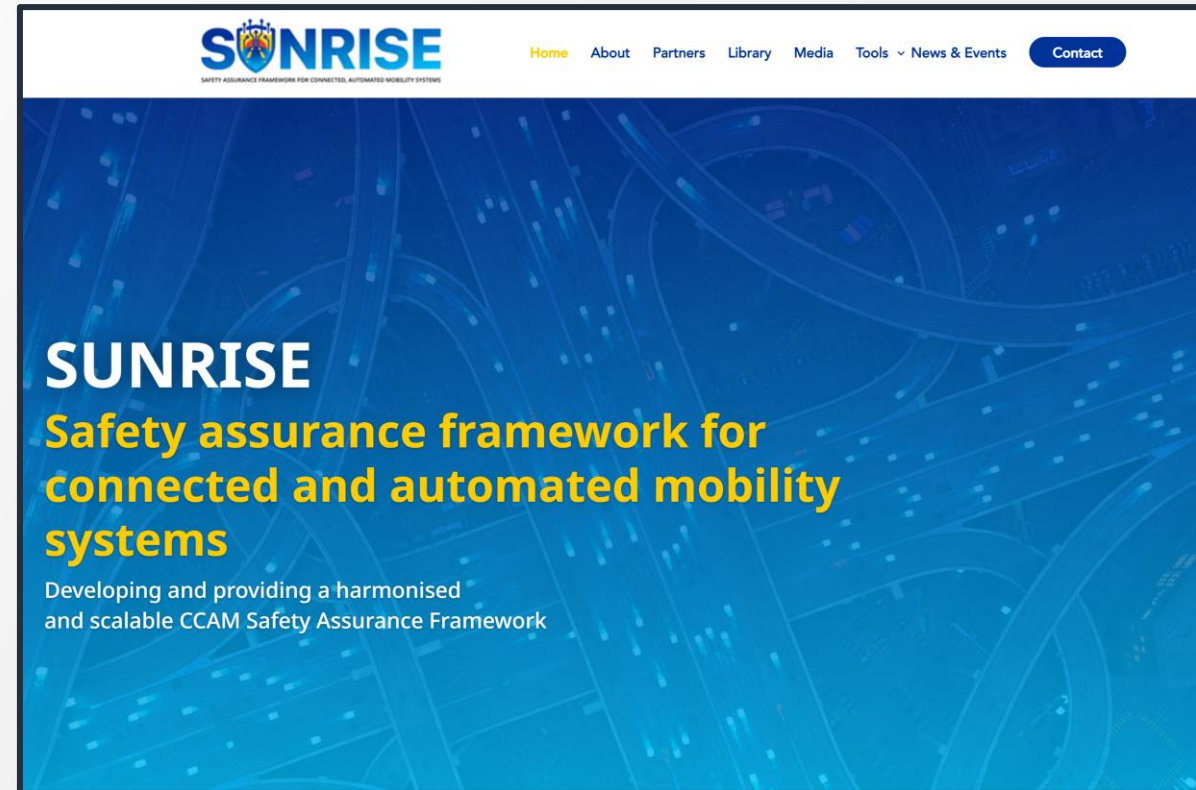 SUNRISE
SAFETY ASSURANCE FRAMEWORK FOR CONNECTED, AUTOMATED MOBILITY SYSTEMS
Home About Partners Library Media Tools News & Events Contact
SUNRISE
Safety assurance framework for
connected and automated mobility
systems
Developing and providing a harmonised
and scalable CCAM Safety Assurance Framework